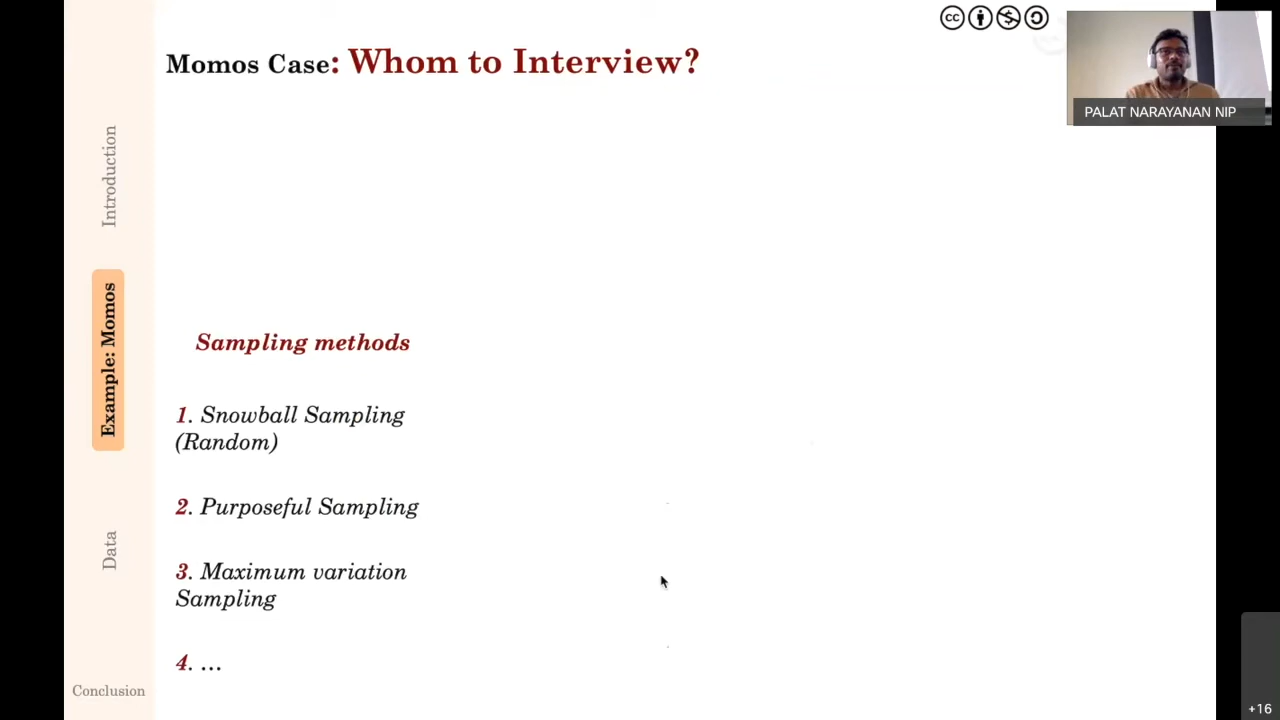 Momos Case: Whom to Interview?
PALAT NARAYANAN NIP
Introduction
Example: Momos
Data
Conclusion
Sampling methods
1. Snowball Sampling
(Random)
2. Purposeful Sampling
3. Maximum variation
Sampling
4. ...
cc
+16